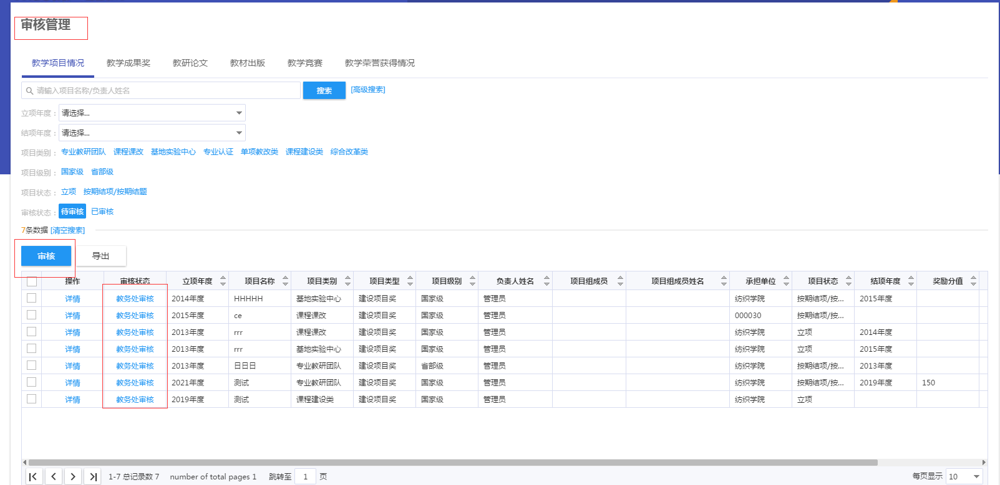 审核管理
教学项目情况 教学成果奖 教研论文 教材出版 教学竞赛 教学荣誉获得情况
请输入项目名称/负责人姓名 搜索 [高级搜索]
立项年度： 请选择...
结项年度： 请选择...
项目类别： 专业教研团队 课程课改 基地实验中心 专业认证 单项教改类 课程建设类 综合改革类
项目级别： 国家级 省部级
项目状态： 立项 按期结项/按期结题
审核状态： 待审核 已审核
7条数据 [清空搜索]
审核 导出
操作 审核状态 立项年度 项目名称 项目类别 项目类型 项目级别 负责人姓名 项目组成员 项目组成员姓名 承担单位 项目状态 结项年度 奖励分值
详情 教务处审核 2014年度 HHHHH 基地实验中心 建设项目奖 国家级 管理员 纺织学院 按期结项/按... 2015年度
详情 教务处审核 2015年度 ce 课程课改 建设项目奖 国家级 管理员 000030 按期结项/按...
详情 教务处审核 2013年度 rrr 课程课改 建设项目奖 国家级 管理员 纺织学院 立项 2014年度
详情 教务处审核 2013年度 rrr 基地实验中心 建设项目奖 国家级 管理员 纺织学院 立项 2015年度
详情 教务处审核 2013年度 日日日 专业教研团队 建设项目奖 省部级 管理员 纺织学院 按期结项/按... 2013年度
详情 教务处审核 2021年度 测试 专业教研团队 建设项目奖 国家级 管理员 纺织学院 按期结项/按... 2019年度 150
详情 教务处审核 2019年度 测试 课程建设类 建设项目奖 国家级 管理员 纺织学院 立项
1-7 总记录数 7 number of total pages 1 跳转至 1 页 每页显示 10